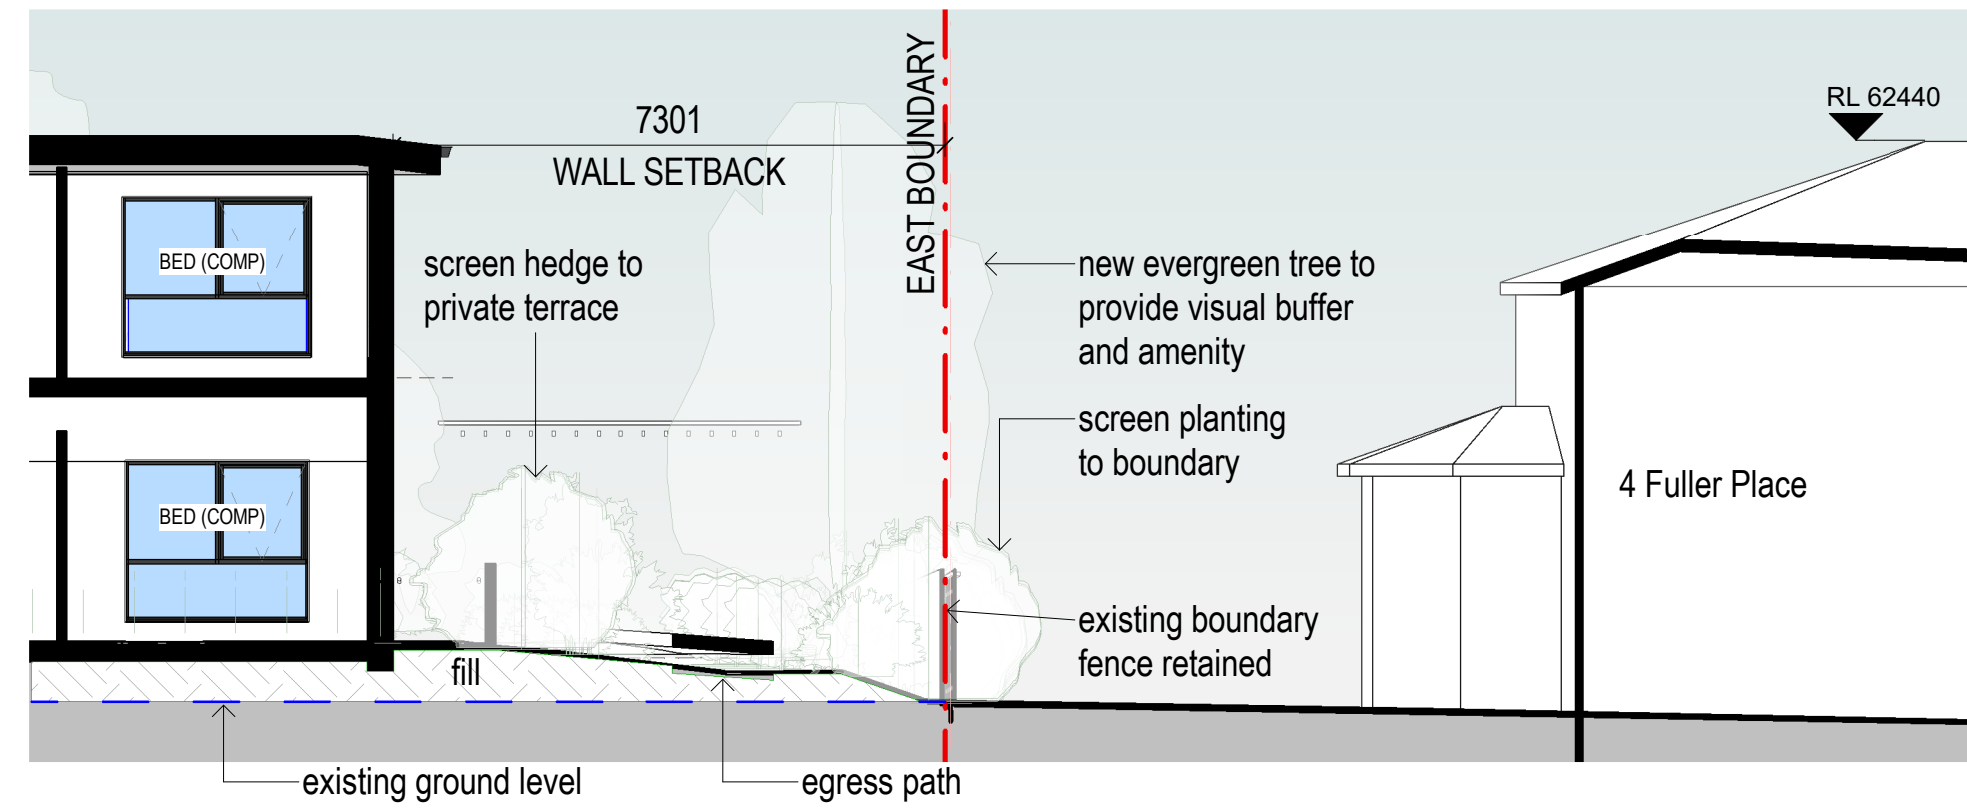 EAST BOUNDARY
RL 62440
7301
WALL SETBACK
BED (COMP)
screen hedge to
private terrace
new evergreen tree to
provide visual buffer
and amenity
screen planting
to boundary
4 Fuller Place
BED (COMP)
existing boundary
fence retained
fill
existing ground level
egress path